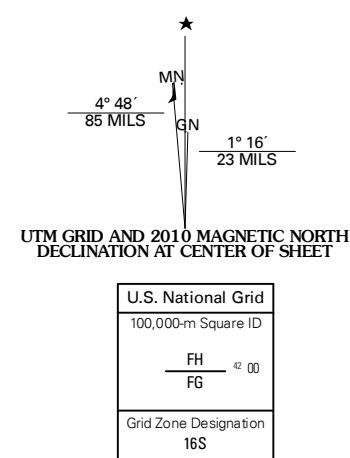 ★
MN
4° 48´
85 MILS
GN
1° 16´
23 MILS
UTM GRID AND 2010 MAGNETIC NORTH
DECLINATION AT CENTER OF SHEET
U.S. National Grid
100,000-m Square ID
FH
42 00
FG
Grid Zone Designation
16S